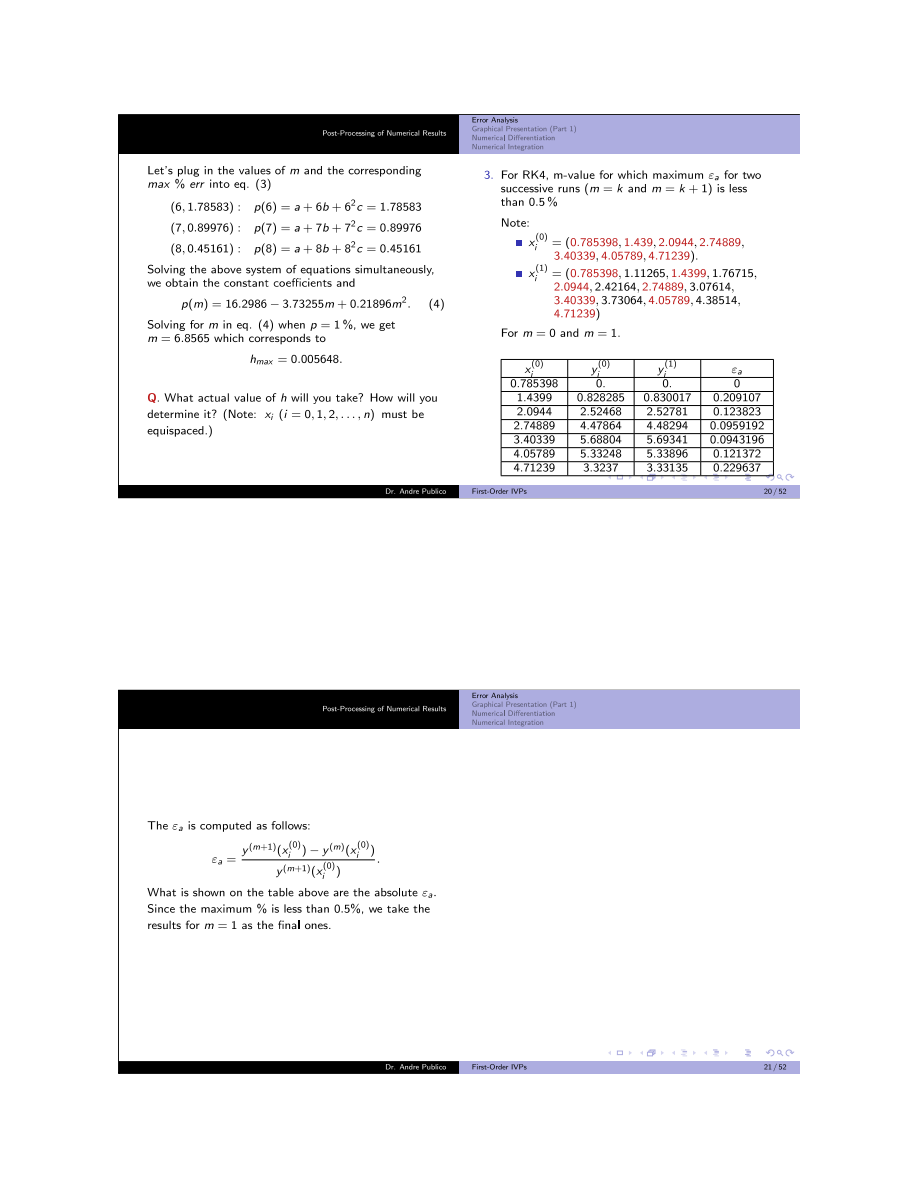 Post-Processing of Numerical Results
Error Analysis
Graphical Presentation (Part 1)
Numerical Differentiation
Numerical Integration
Let's plug in the values of m and the corresponding
max % err into eq. (3)
(6, 1.78583) : p(6) = a + 6b + 6²c = 1.78583
(7, 0.89976) : p(7) = a + 7b + 7²c = 0.89976
(8, 0.45161) : p(8) = a + 8b + 8²c = 0.45161
Solving the above system of equations simultaneously,
we obtain the constant coefficients and
p(m) = 16.2986 − 3.73255m + 0.21896m². (4)
Solving for m in eq. (4) when p = 1 %, we get
m = 6.8565 which corresponds to
h_max = 0.005648.
Q. What actual value of h will you take? How will you
determine it? (Note: x_i (i = 0, 1, 2, . . . , n) must be
equispaced.)
3. For RK4, m-value for which maximum ε_a for two
successive runs (m = k and m = k + 1) is less
than 0.5 %
Note:
x_i^(0) = (0.785398, 1.439, 2.0944, 2.74889,
3.40339, 4.05789, 4.71239).
x_i^(1) = (0.785398, 1.11265, 1.4399, 1.76715,
2.0944, 2.42164, 2.74889, 3.07614,
3.40339, 3.73064, 4.05789, 4.38514,
4.71239)
For m = 0 and m = 1.
x_i^(0) y_i^(0) y_i^(1) ε_a
0.785398 0. 0. 0
1.4399 0.828285 0.830017 0.209107
2.0944 2.52468 2.52781 0.123823
2.74889 4.47864 4.48294 0.0959192
3.40339 5.68804 5.69341 0.0943196
4.05789 5.33248 5.33896 0.121372
4.71239 3.3237 3.33135 0.229637
Dr. Andre Publico
First-Order IVPs
20 / 52
Post-Processing of Numerical Results
Error Analysis
Graphical Presentation (Part 1)
Numerical Differentiation
Numerical Integration
The ε_a is computed as follows:
ε_a = (y^(m+1)(x_i^(0)) − y^(m)(x_i^(0))) / y^(m+1)(x_i^(0)).
What is shown on the table above are the absolute ε_a.
Since the maximum % is less than 0.5%, we take the
results for m = 1 as the final ones.
Dr. Andre Publico
First-Order IVPs
21 / 52